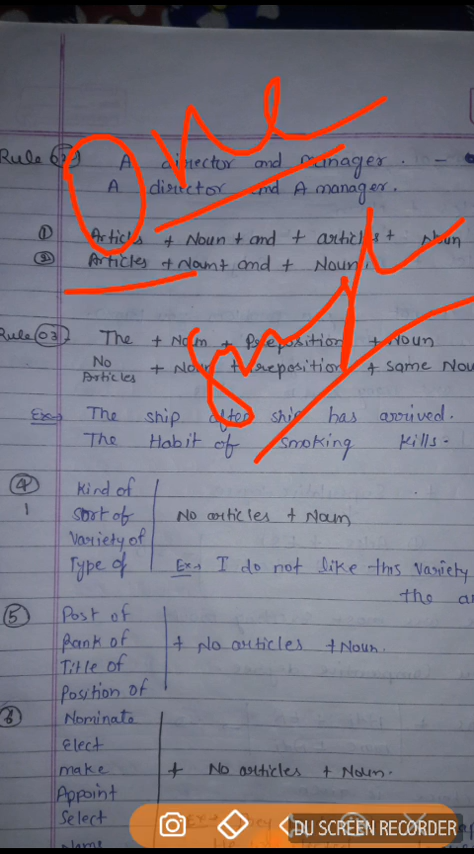 Rule 02 A director and manager. -
A director and A manager.
① Articles + Noun + and + articles + Noun
② Articles + Noun + and + Noun.
Rule 03 The + Noun + Preposition + Noun
No Articles + Noun + Preposition + Same Nou
Ex→ The ship after ship has arrived.
The Habit of smoking kills.
④ Kind of
1 Sort of No articles + Noun
Variety of
Type of Ex→ I do not like this variety
the
⑤ Post of
Rank of + No articles + Noun.
Title of
Position of
⑥ Nominate
Elect
make + No articles + Noun.
Appoint
Select
Name
DU SCREEN RECORDER